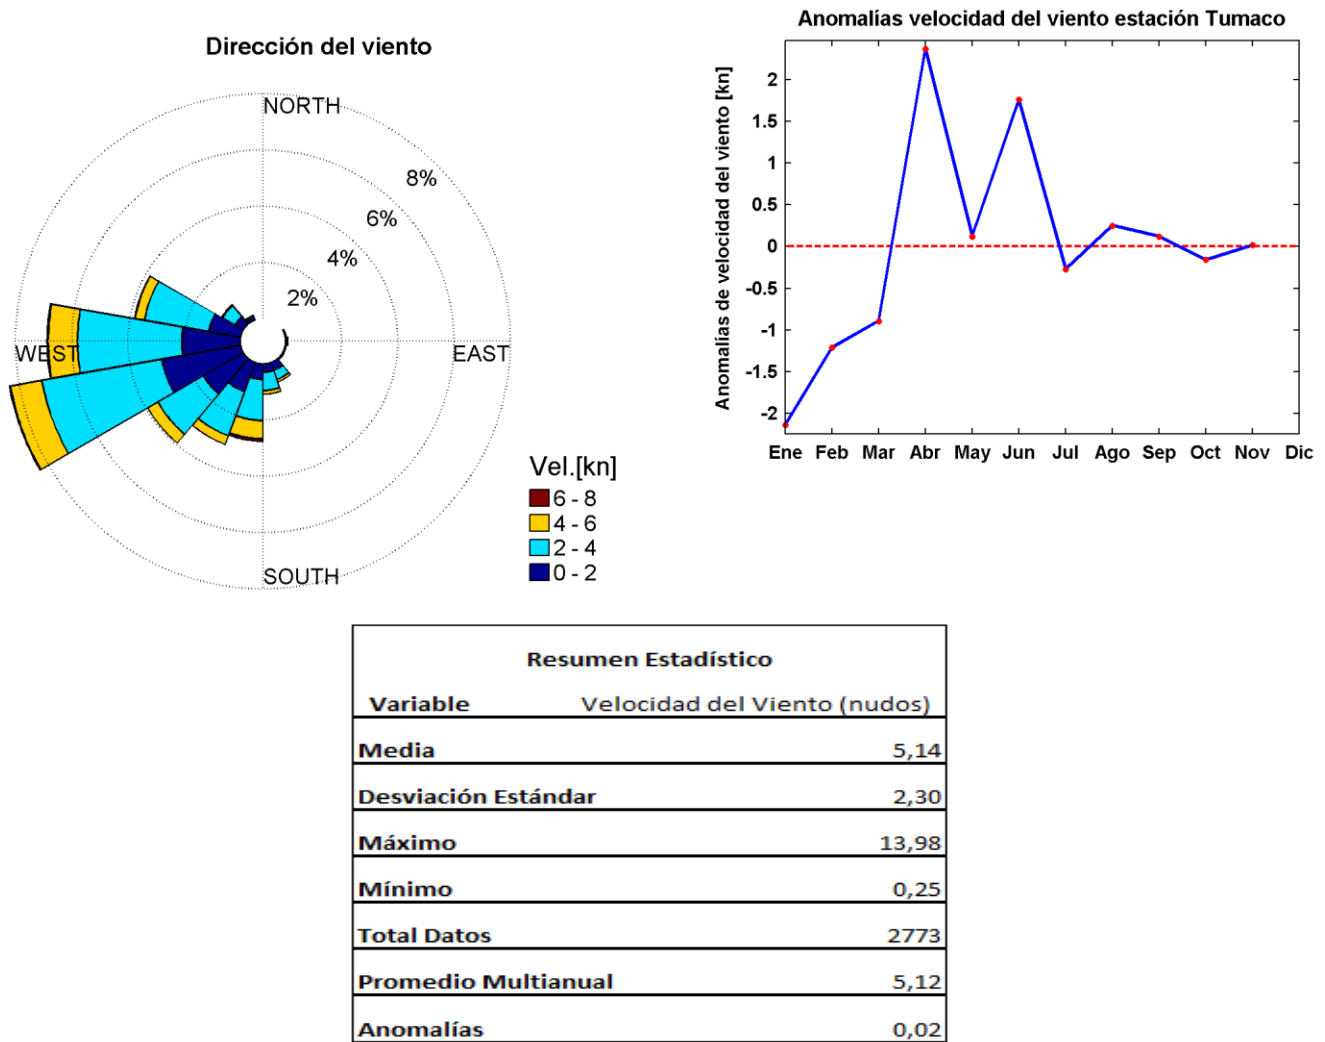 Dirección del viento
NORTH
8%
6%
4%
2%
WEST
EAST
SOUTH
Vel.[kn]
6 - 8
4 - 6
2 - 4
0 - 2
Anomalías velocidad del viento estación Tumaco
Anomalías de velocidad del viento [kn]
2
1.5
1
0.5
0
-0.5
-1
-1.5
-2
Ene Feb Mar Abr May Jun Jul Ago Sep Oct Nov Dic
Resumen Estadístico
Variable Velocidad del Viento (nudos)
Media 5,14
Desviación Estándar 2,30
Máximo 13,98
Mínimo 0,25
Total Datos 2773
Promedio Multianual 5,12
Anomalías 0,02